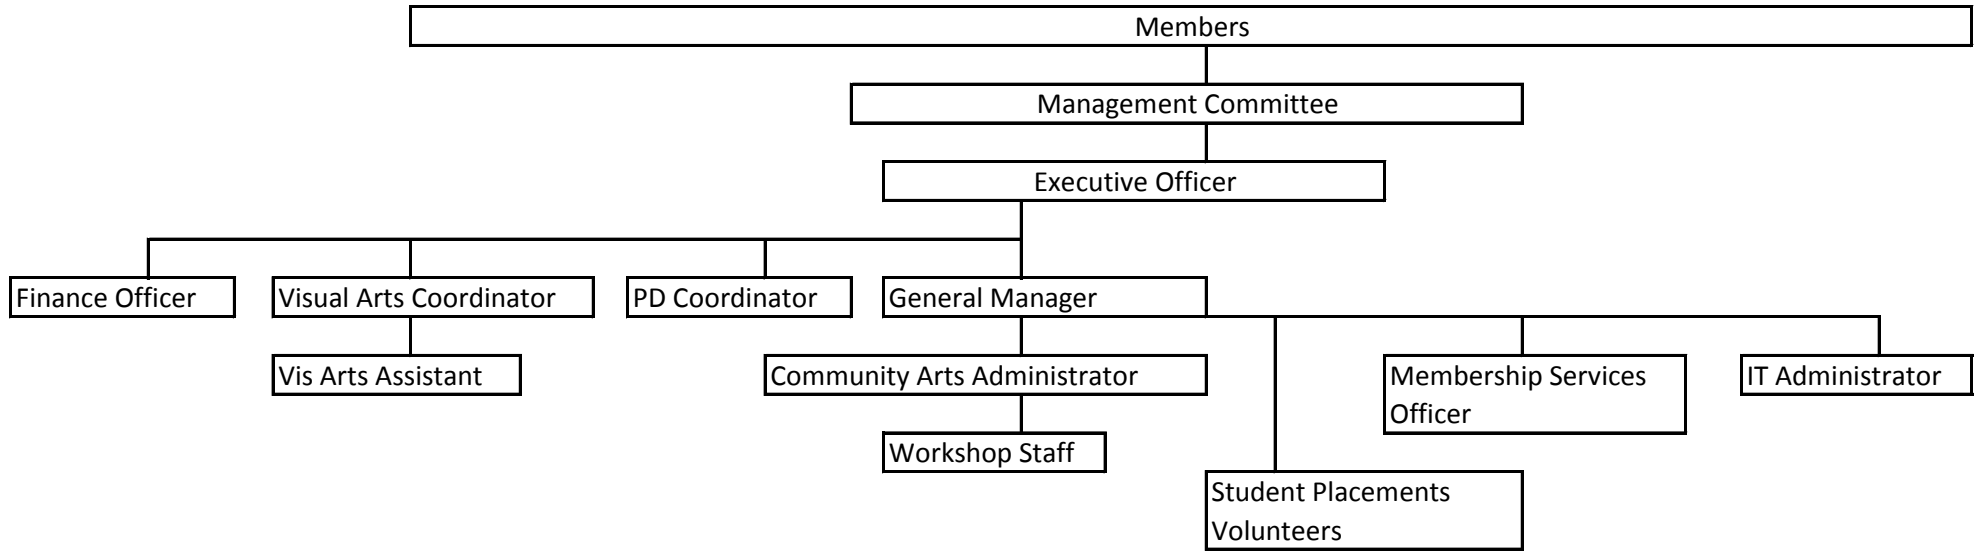 Members
Management Committee
Executive Officer
Finance Officer
Visual Arts Coordinator
PD Coordinator
General Manager
Vis Arts Assistant
Community Arts Administrator
Membership Services
Officer
IT Administrator
Workshop Staff
Student Placements
Volunteers